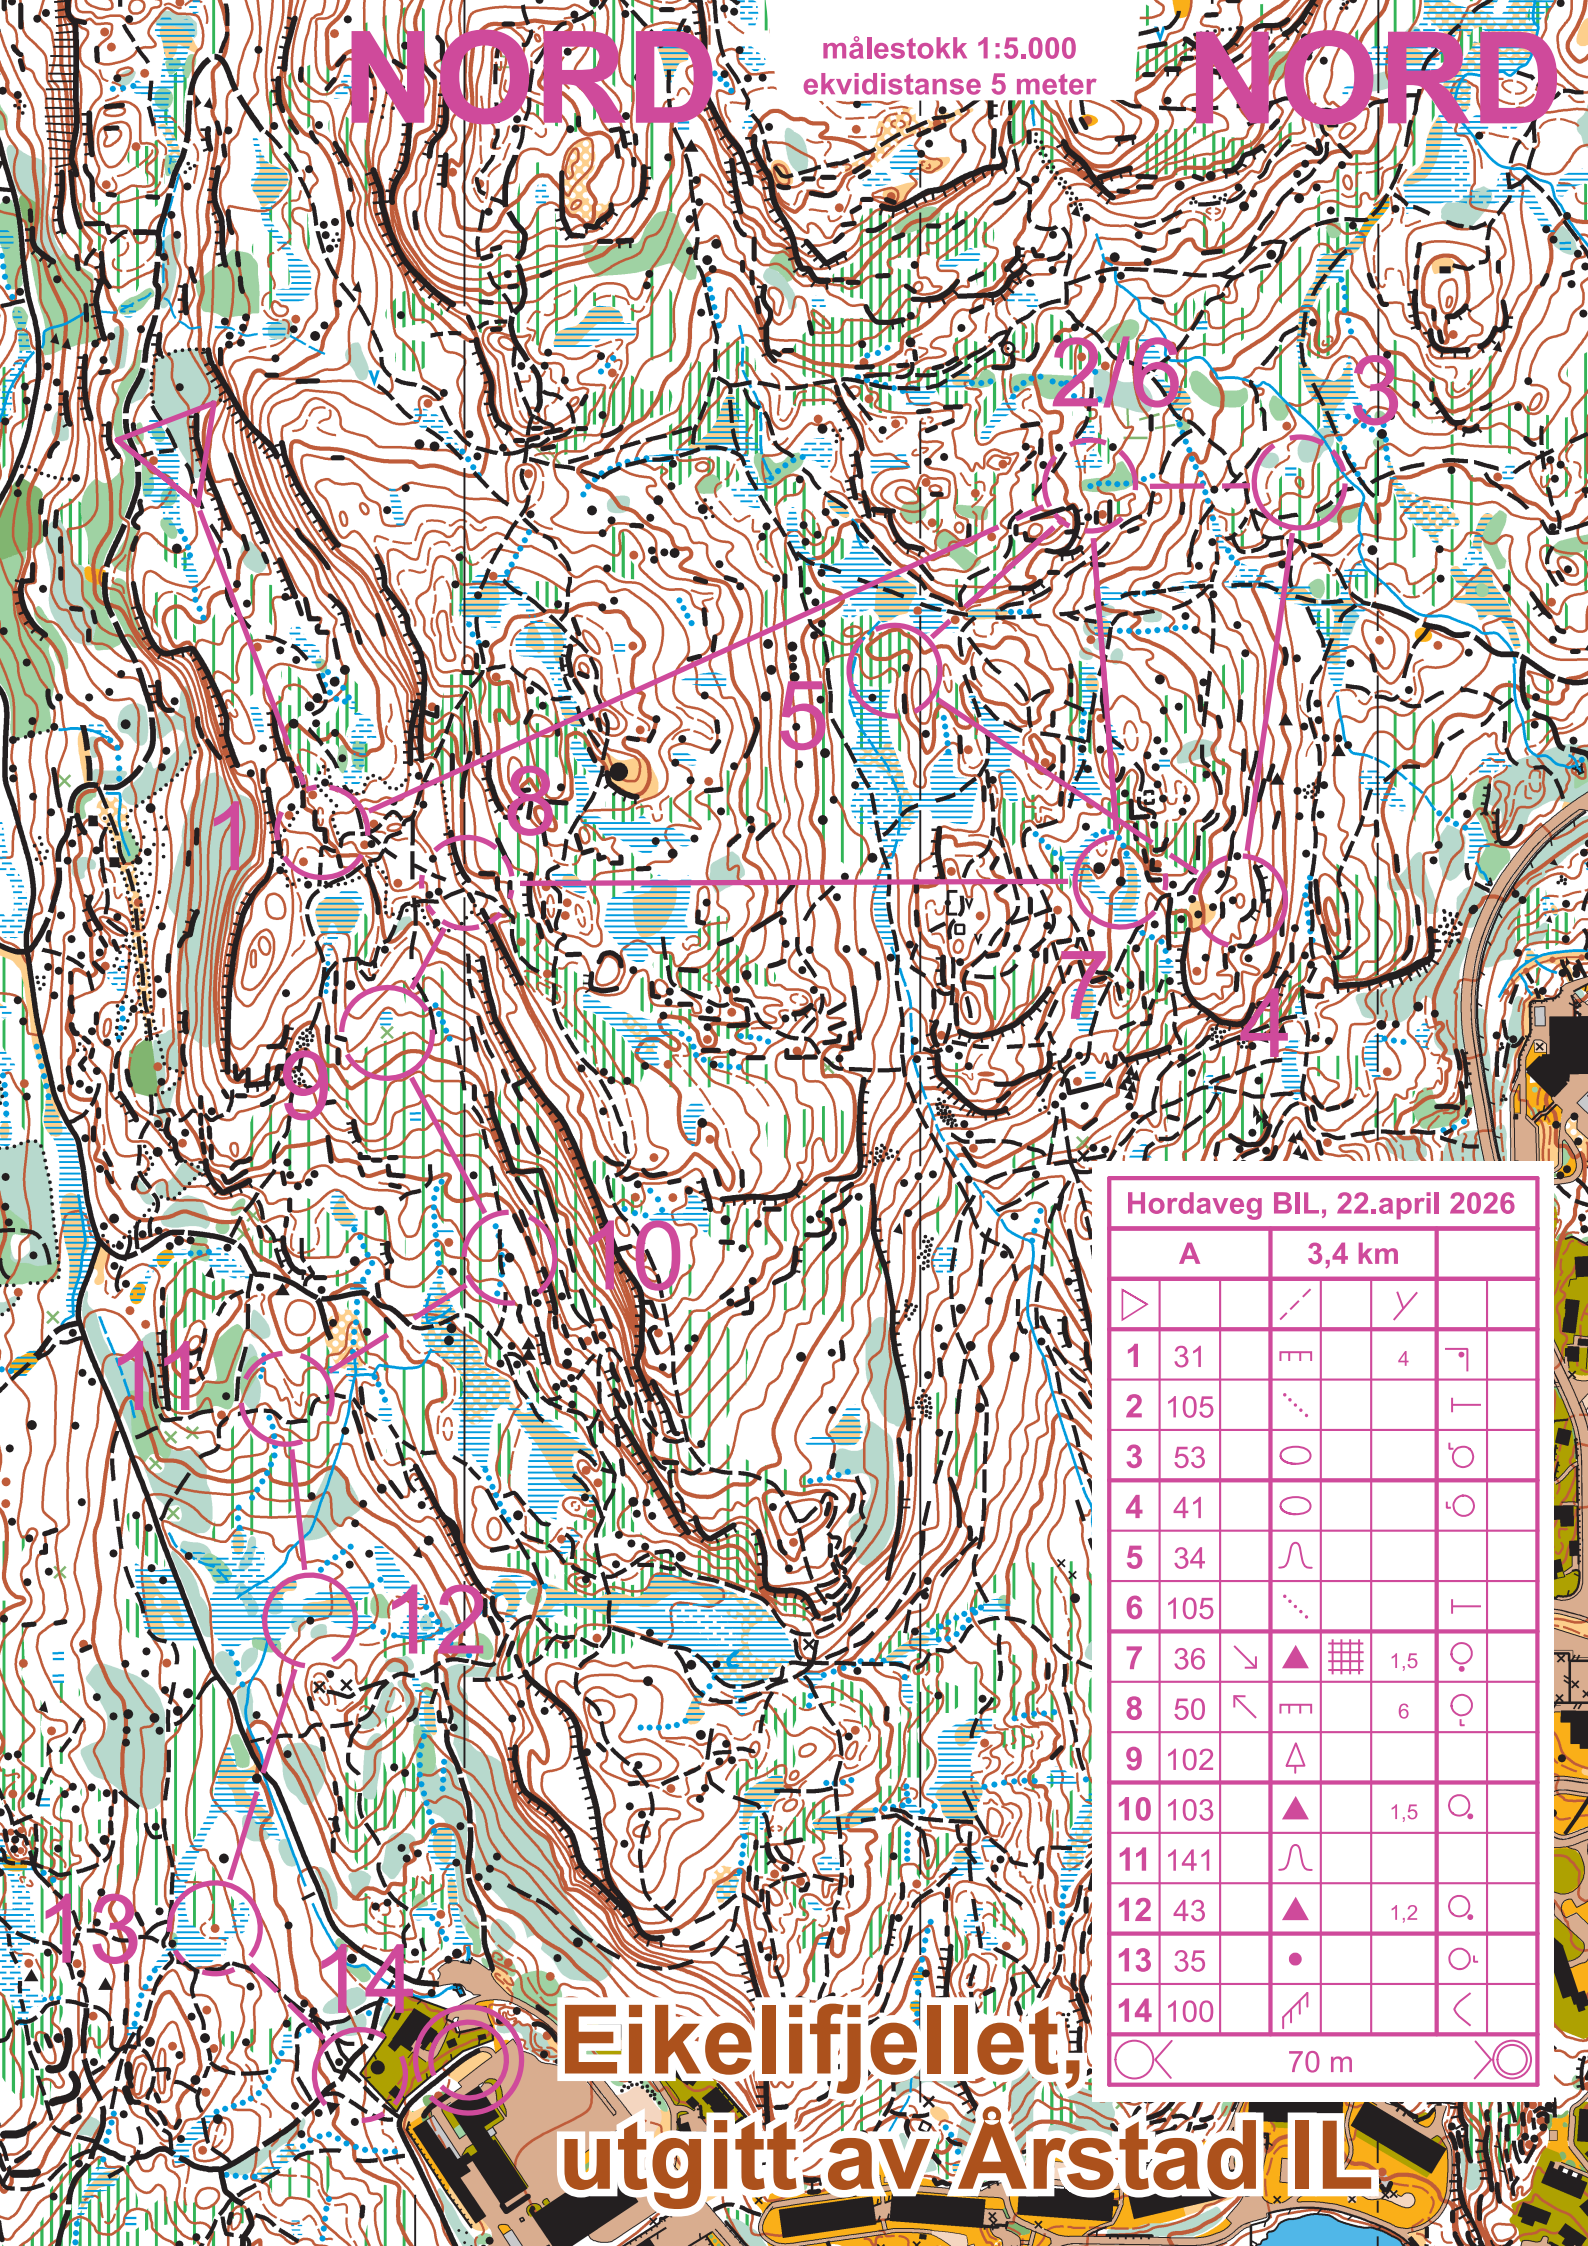 NORD
målestokk 1:5.000
ekvidistanse 5 meter
NORD
2/6
3
5
8
1
7
4
9
10
11
12
13
14
Hordaveg BIL, 22.april 2026
A 3,4 km
1 31 4
2 105
3 53
4 41
5 34
6 105
7 36 1,5
8 50 6
9 102
10 103 1,5
11 141
12 43 1,2
13 35
14 100
70 m
Eikelifjellet,
utgitt av Årstad IL